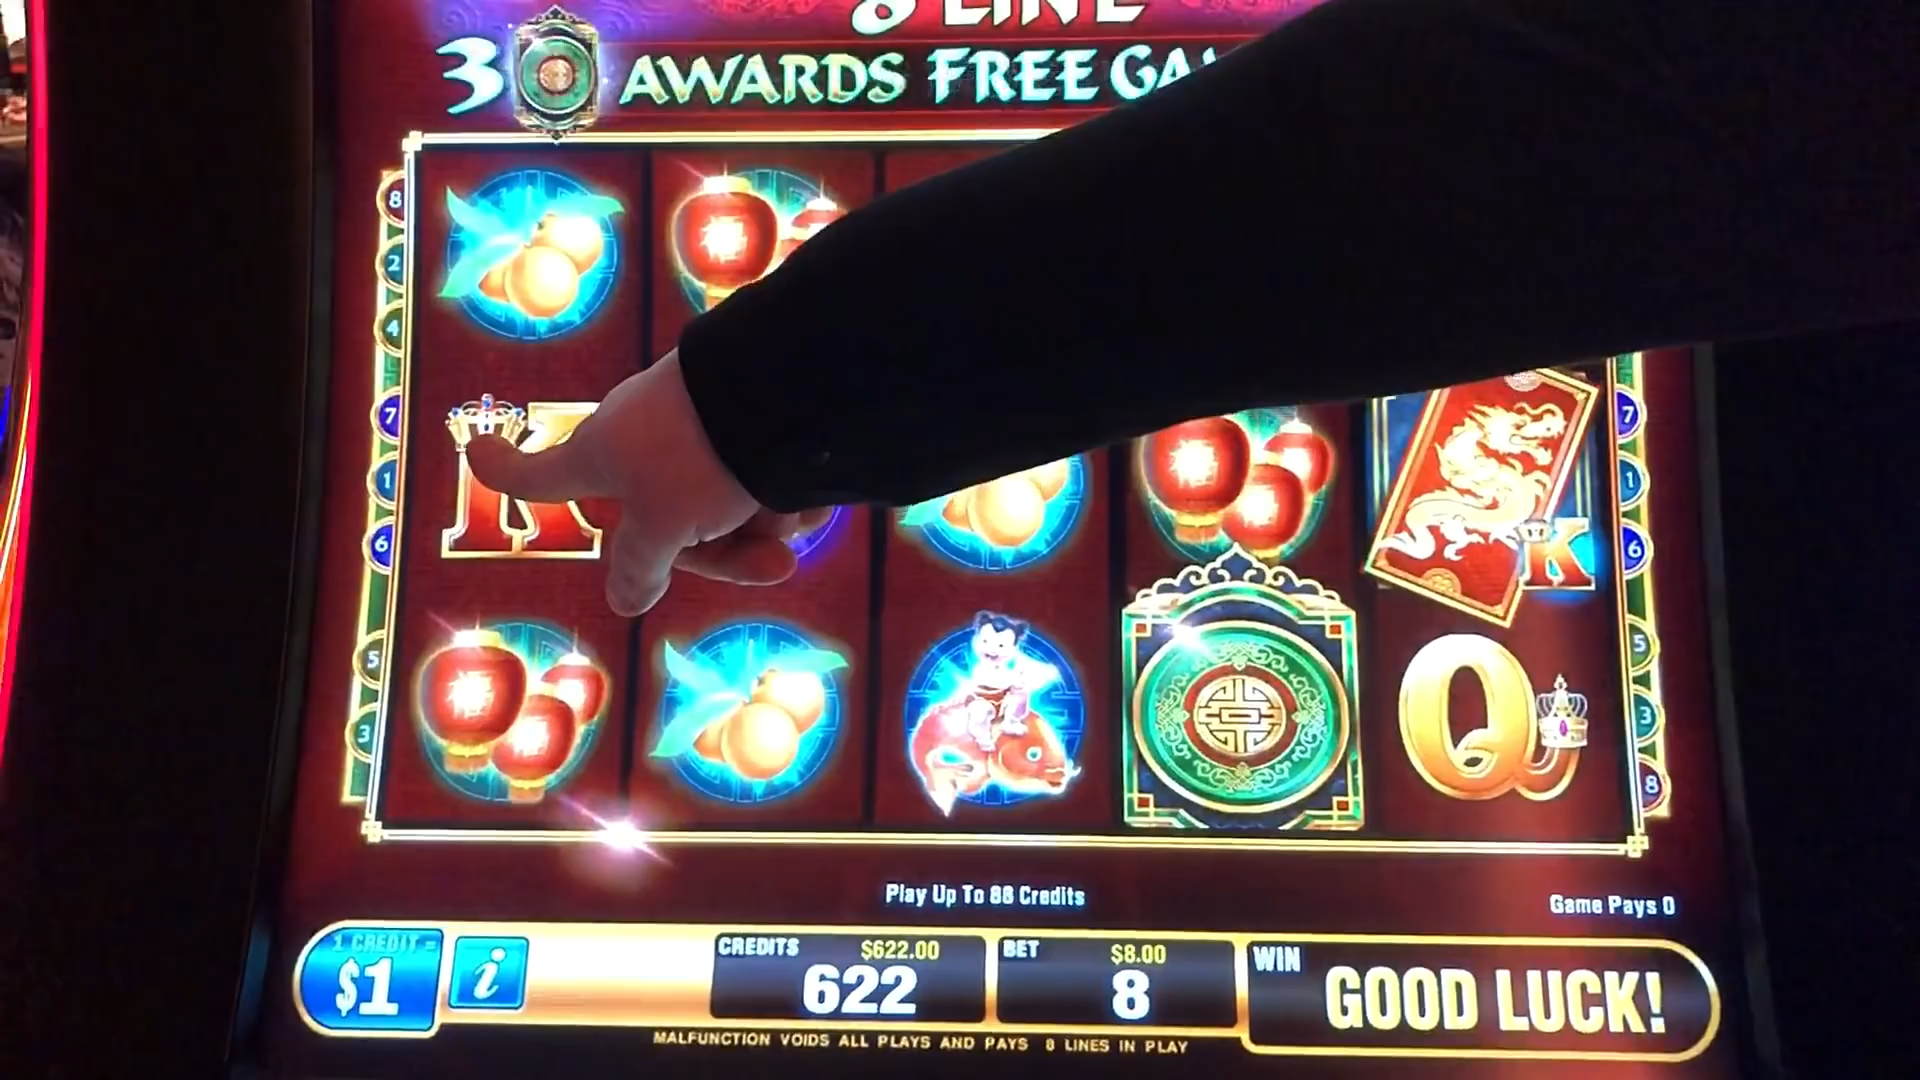 8 LINE
3 AWARDS FREE GA
8
2
4
7
1
6
5
3
7
1
6
5
3
8
K
K
Q
Play Up To 88 Credits
Game Pays 0
1 CREDIT =
$1
i
CREDITS $622.00
622
BET $8.00
8
WIN
GOOD LUCK!
MALFUNCTION VOIDS ALL PLAYS AND PAYS 8 LINES IN PLAY